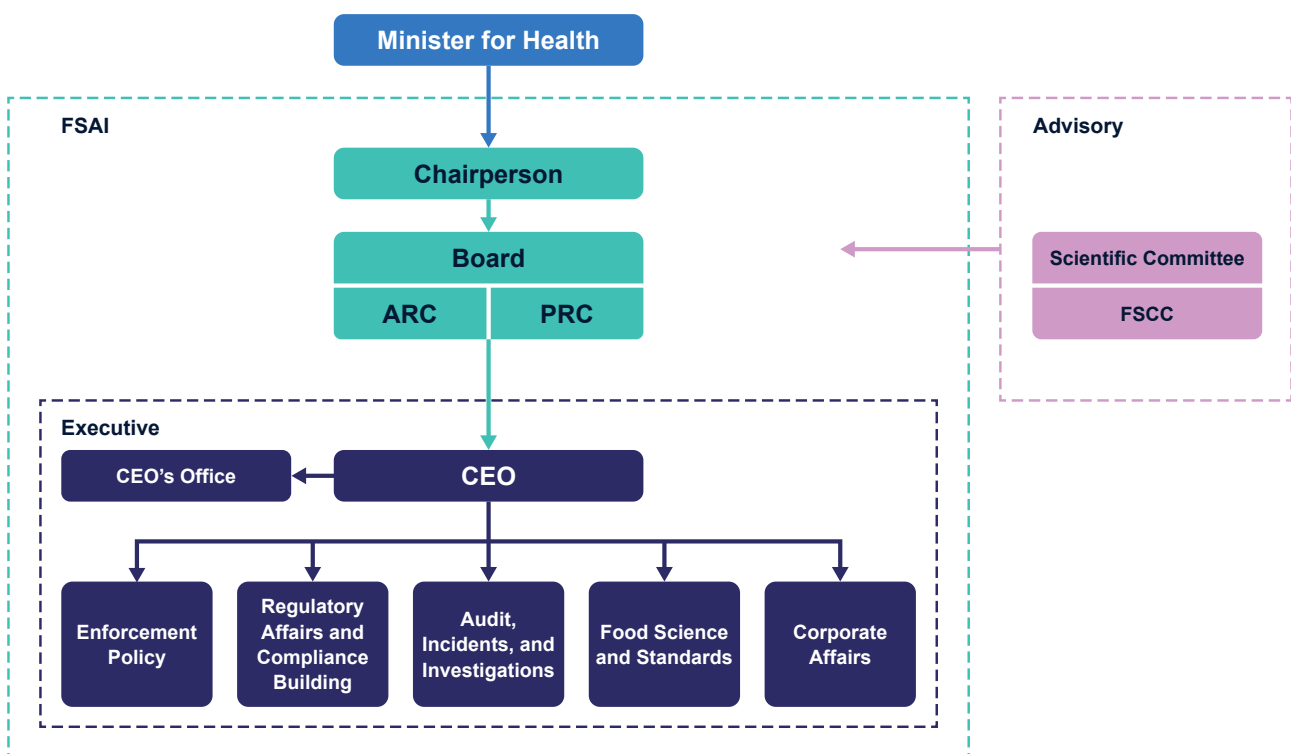 Minister for Health
FSAI
Advisory
Chairperson
Board
ARC
PRC
Scientific Committee
FSCC
Executive
CEO’s Office
CEO
Enforcement
Policy
Regulatory
Affairs and
Compliance
Building
Audit,
Incidents, and
Investigations
Food Science
and Standards
Corporate
Affairs